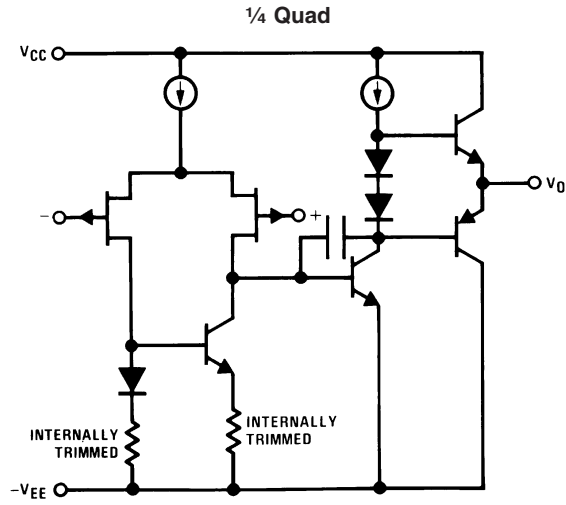 ¼ Quad
VCC
−
+
VO
INTERNALLY
TRIMMED
INTERNALLY
TRIMMED
−VEE